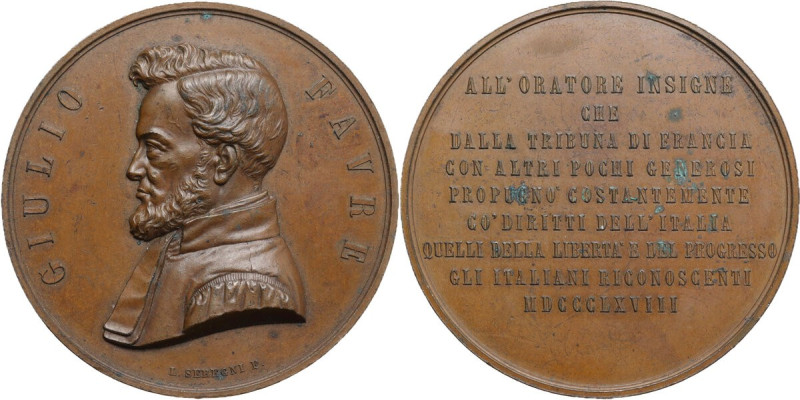 GIULIO FAVRE
L. SEREGNI F.
ALL' ORATORE INSIGNE
CHE
DALLA TRIBUNA DI FRANCIA
CON ALTRI POCHI GENEROSI
PROPUGNÒ COSTANTEMENTE
CO' DIRITTI DELL' ITALIA
QUELLI DELLA LIBERTÀ E DEL PROGRESSO
GLI ITALIANI RICONOSCENTI
MDCCCLXVIII